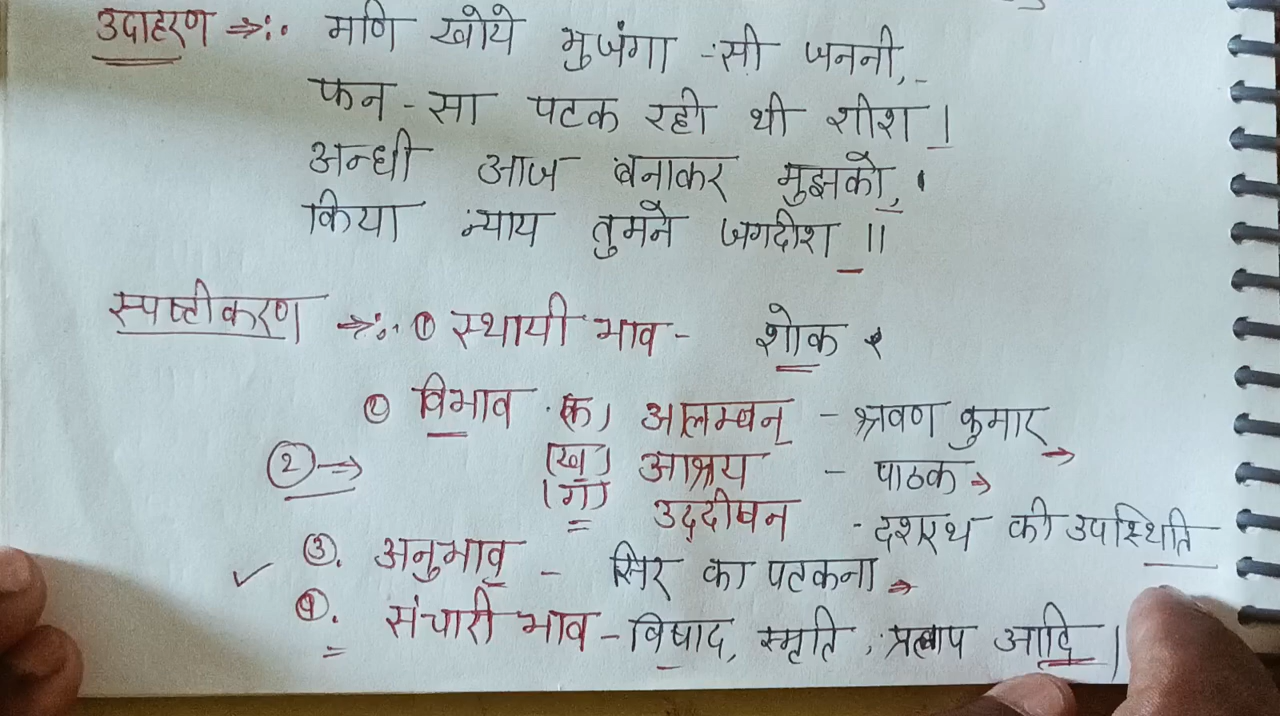 उदाहरण →:. मणि खोये भुजंगा -सी जननी,
फन - सा पटक रही थी शीश ।
अन्धी आज बनाकर मुझको,
किया न्याय तुमने जगदीश ॥
स्पष्टीकरण →:. ① स्थायी भाव - शोक
② विभाव (क) आलम्बन् - श्रवण कुमार
②→ (ख) आश्रय - पाठक
(ग) उद्दीपन - दशरथ की उपस्थिति
③. अनुभाव - सिर का पटकना
④. संचारी भाव - विषाद, स्मृति, प्रलाप आदि ।